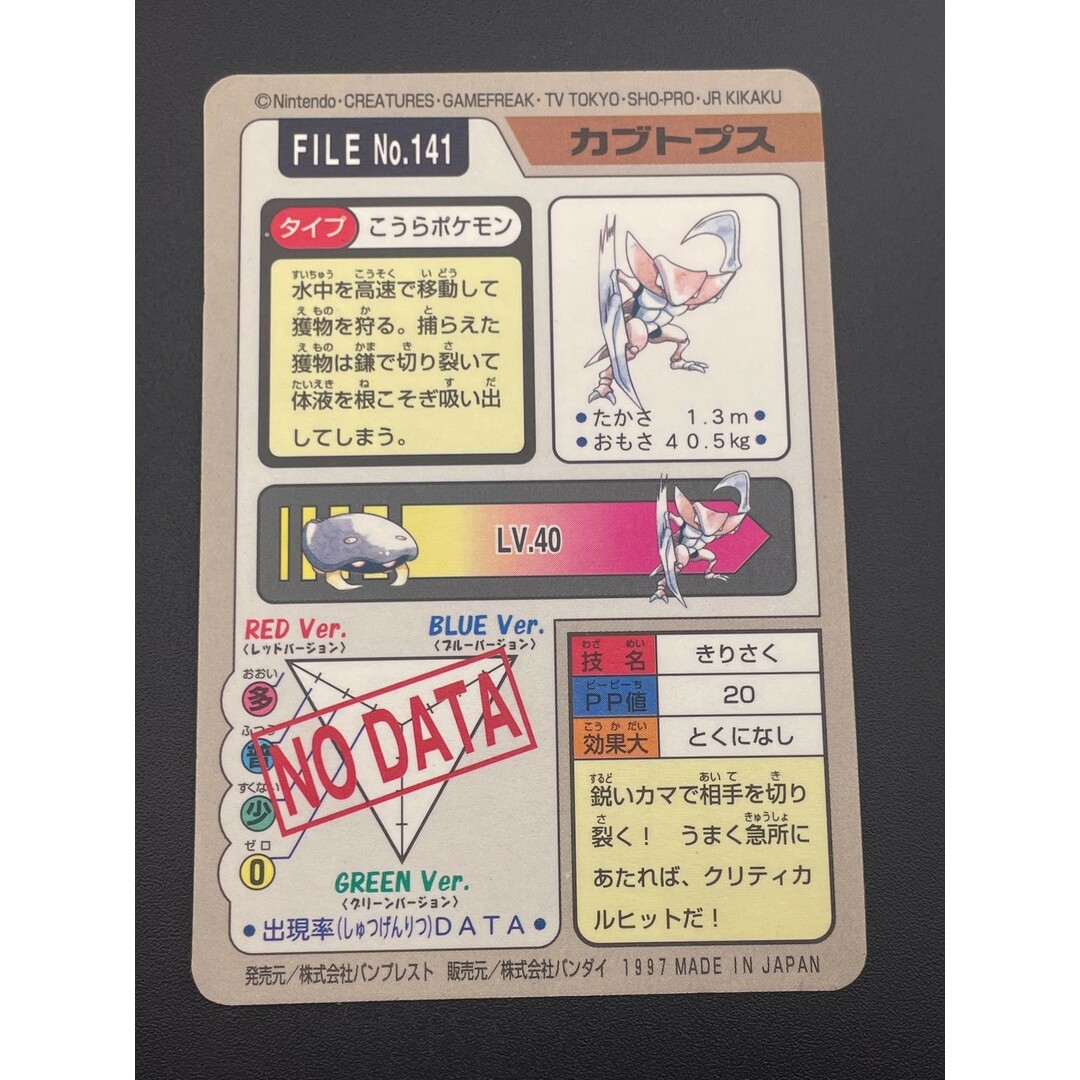 ©Nintendo・CREATURES・GAMEFREAK・TV TOKYO・SHO-PRO・JR KIKAKU
FILE No.141
カブトプス
タイプ
こうらポケモン
すいちゅう こうそく い どう
水中を高速で移動して
え もの か と
獲物を狩る。捕らえた
え もの かま き さ
獲物は鎌で切り裂いて
たいえき ね す だ
体液を根こそぎ吸い出
してしまう。
●たかさ 1.3m●
●おもさ 40.5kg●
LV.40
RED Ver.
〈レッドバージョン〉
BLUE Ver.
〈ブルーバージョン〉
おおい
多
ふつう
普
すくない
少
ゼロ
0
NO DATA
GREEN Ver.
〈グリーンバージョン〉
●出現率(しゅつげんりつ)DATA●
わざ めい
技名
きりさく
ピーピーち
PP値
20
こう か だい
効果大
とくになし
するど あい て き
鋭いカマで相手を切り
さ きゅうしょ
裂く! うまく急所に
あたれば、クリティカ
ルヒットだ!
発売元/株式会社バンプレスト 販売元/株式会社バンダイ 1997 MADE IN JAPAN